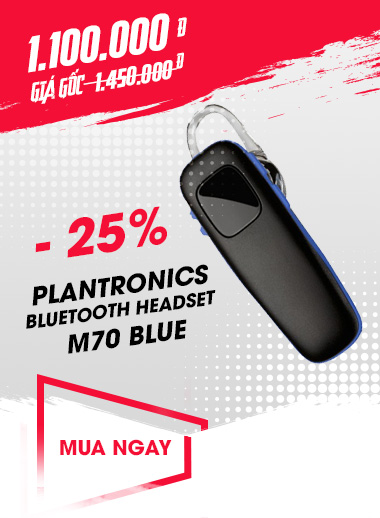 1.100.000 Đ
GIÁ GỐC 1.450.000 Đ
- 25%
PLANTRONICS
BLUETOOTH HEADSET
M70 BLUE
MUA NGAY